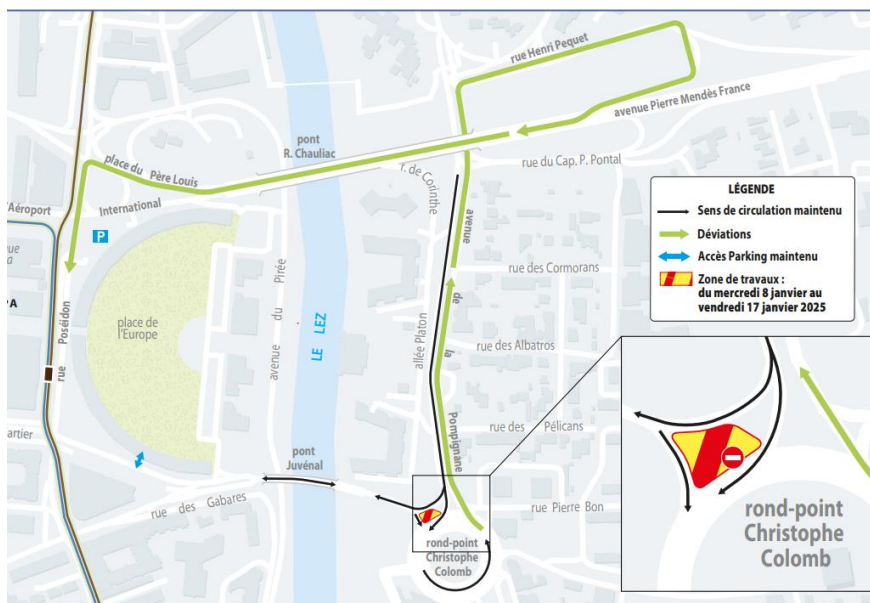 rue Henri Pequet
avenue Pierre Mendès France
pont
R. Chauliac
place du Père Louis
r. de Corinthe
rue du Cap. P. Pontal
d'Aéroport
International
P
avenue
de
la
Pompignane
rue des Cormorans
place de
l'Europe
avenue du Pirée
LE LEZ
allée Platon
rue des Albatros
rue Poséidon
rue des Pélicans
pont
Juvénal
rue des Gabares
rue Pierre Bon
rond-point
Christophe
Colomb
LÉGENDE
Sens de circulation maintenu
Déviations
Accès Parking maintenu
Zone de travaux :
du mercredi 8 janvier au
vendredi 17 janvier 2025
rond-point
Christophe
Colomb